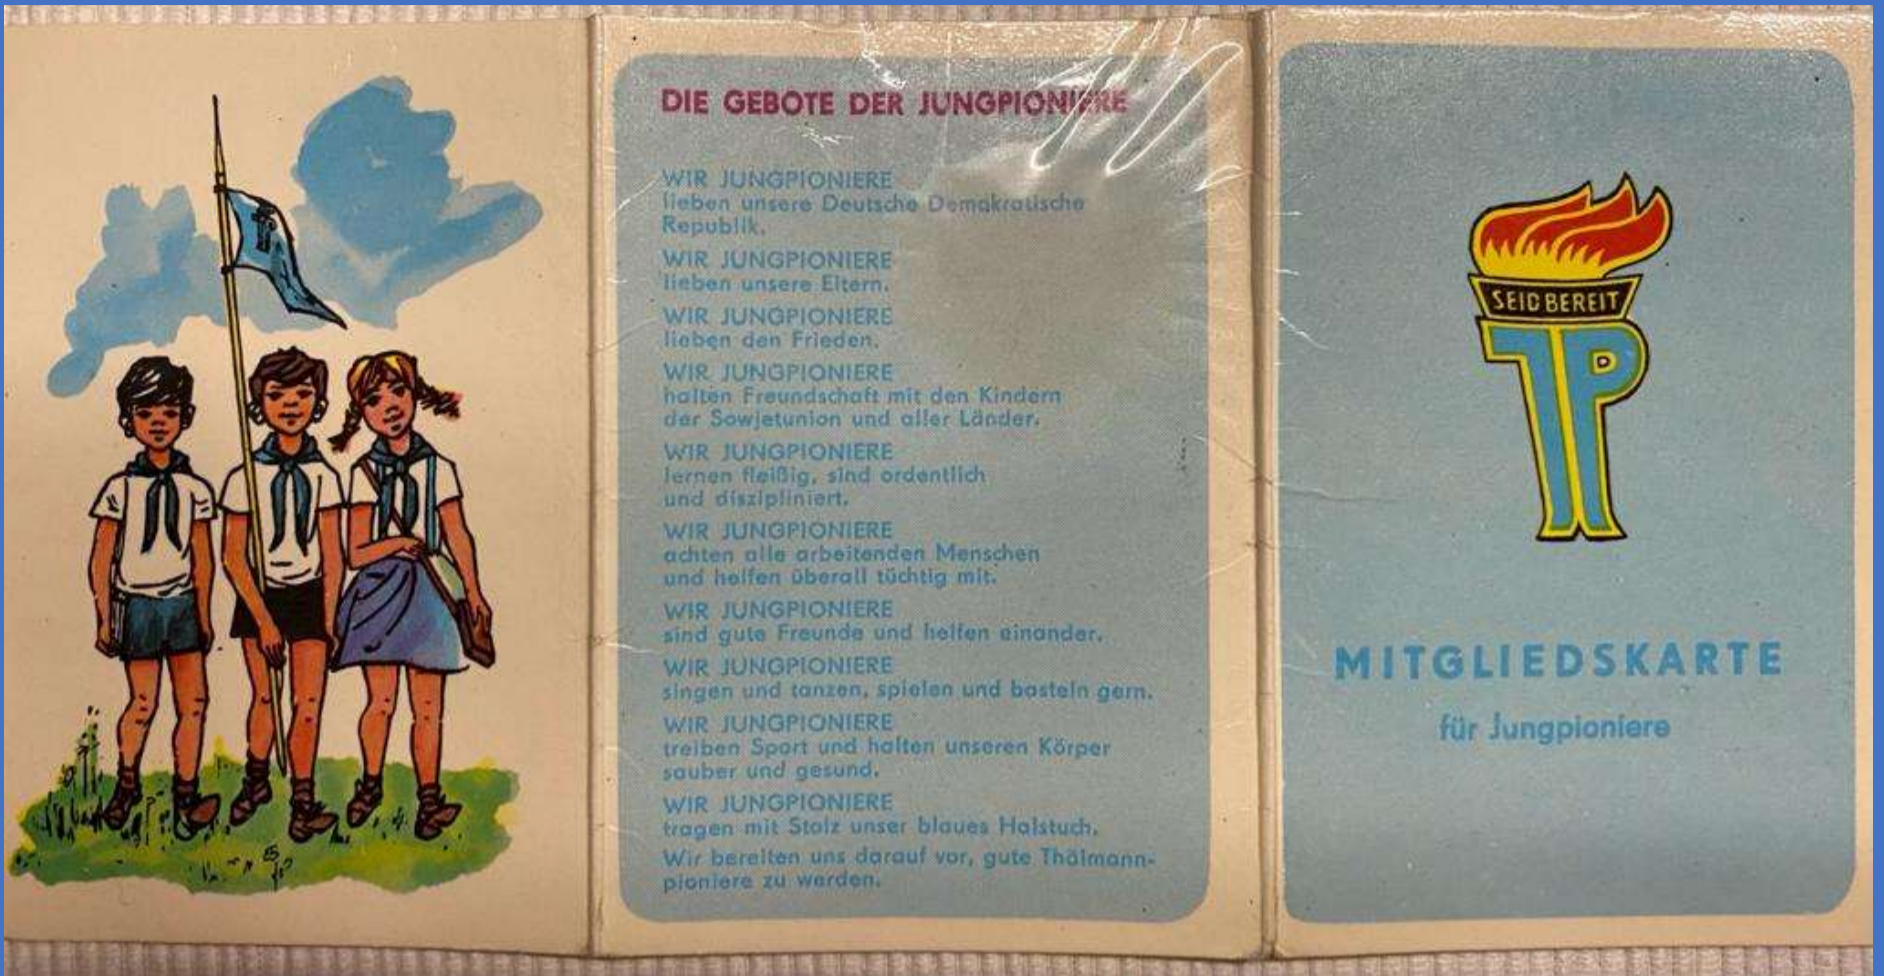 DIE GEBOTE DER JUNGPIONIERE
WIR JUNGPIONIERE
lieben unsere Deutsche Demokratische
Republik.
WIR JUNGPIONIERE
lieben unsere Eltern.
WIR JUNGPIONIERE
lieben den Frieden.
WIR JUNGPIONIERE
halten Freundschaft mit den Kindern
der Sowjetunion und aller Länder.
WIR JUNGPIONIERE
lernen fleißig, sind ordentlich
und diszipliniert.
WIR JUNGPIONIERE
achten alle arbeitenden Menschen
und helfen überall tüchtig mit.
WIR JUNGPIONIERE
sind gute Freunde und helfen einander.
WIR JUNGPIONIERE
singen und tanzen, spielen und basteln gern.
WIR JUNGPIONIERE
treiben Sport und halten unseren Körper
sauber und gesund.
WIR JUNGPIONIERE
tragen mit Stolz unser blaues Halstuch.
Wir bereiten uns darauf vor, gute Thälmann-
pioniere zu werden.
SEID BEREIT
JP
MITGLIEDSKARTE
für Jungpioniere